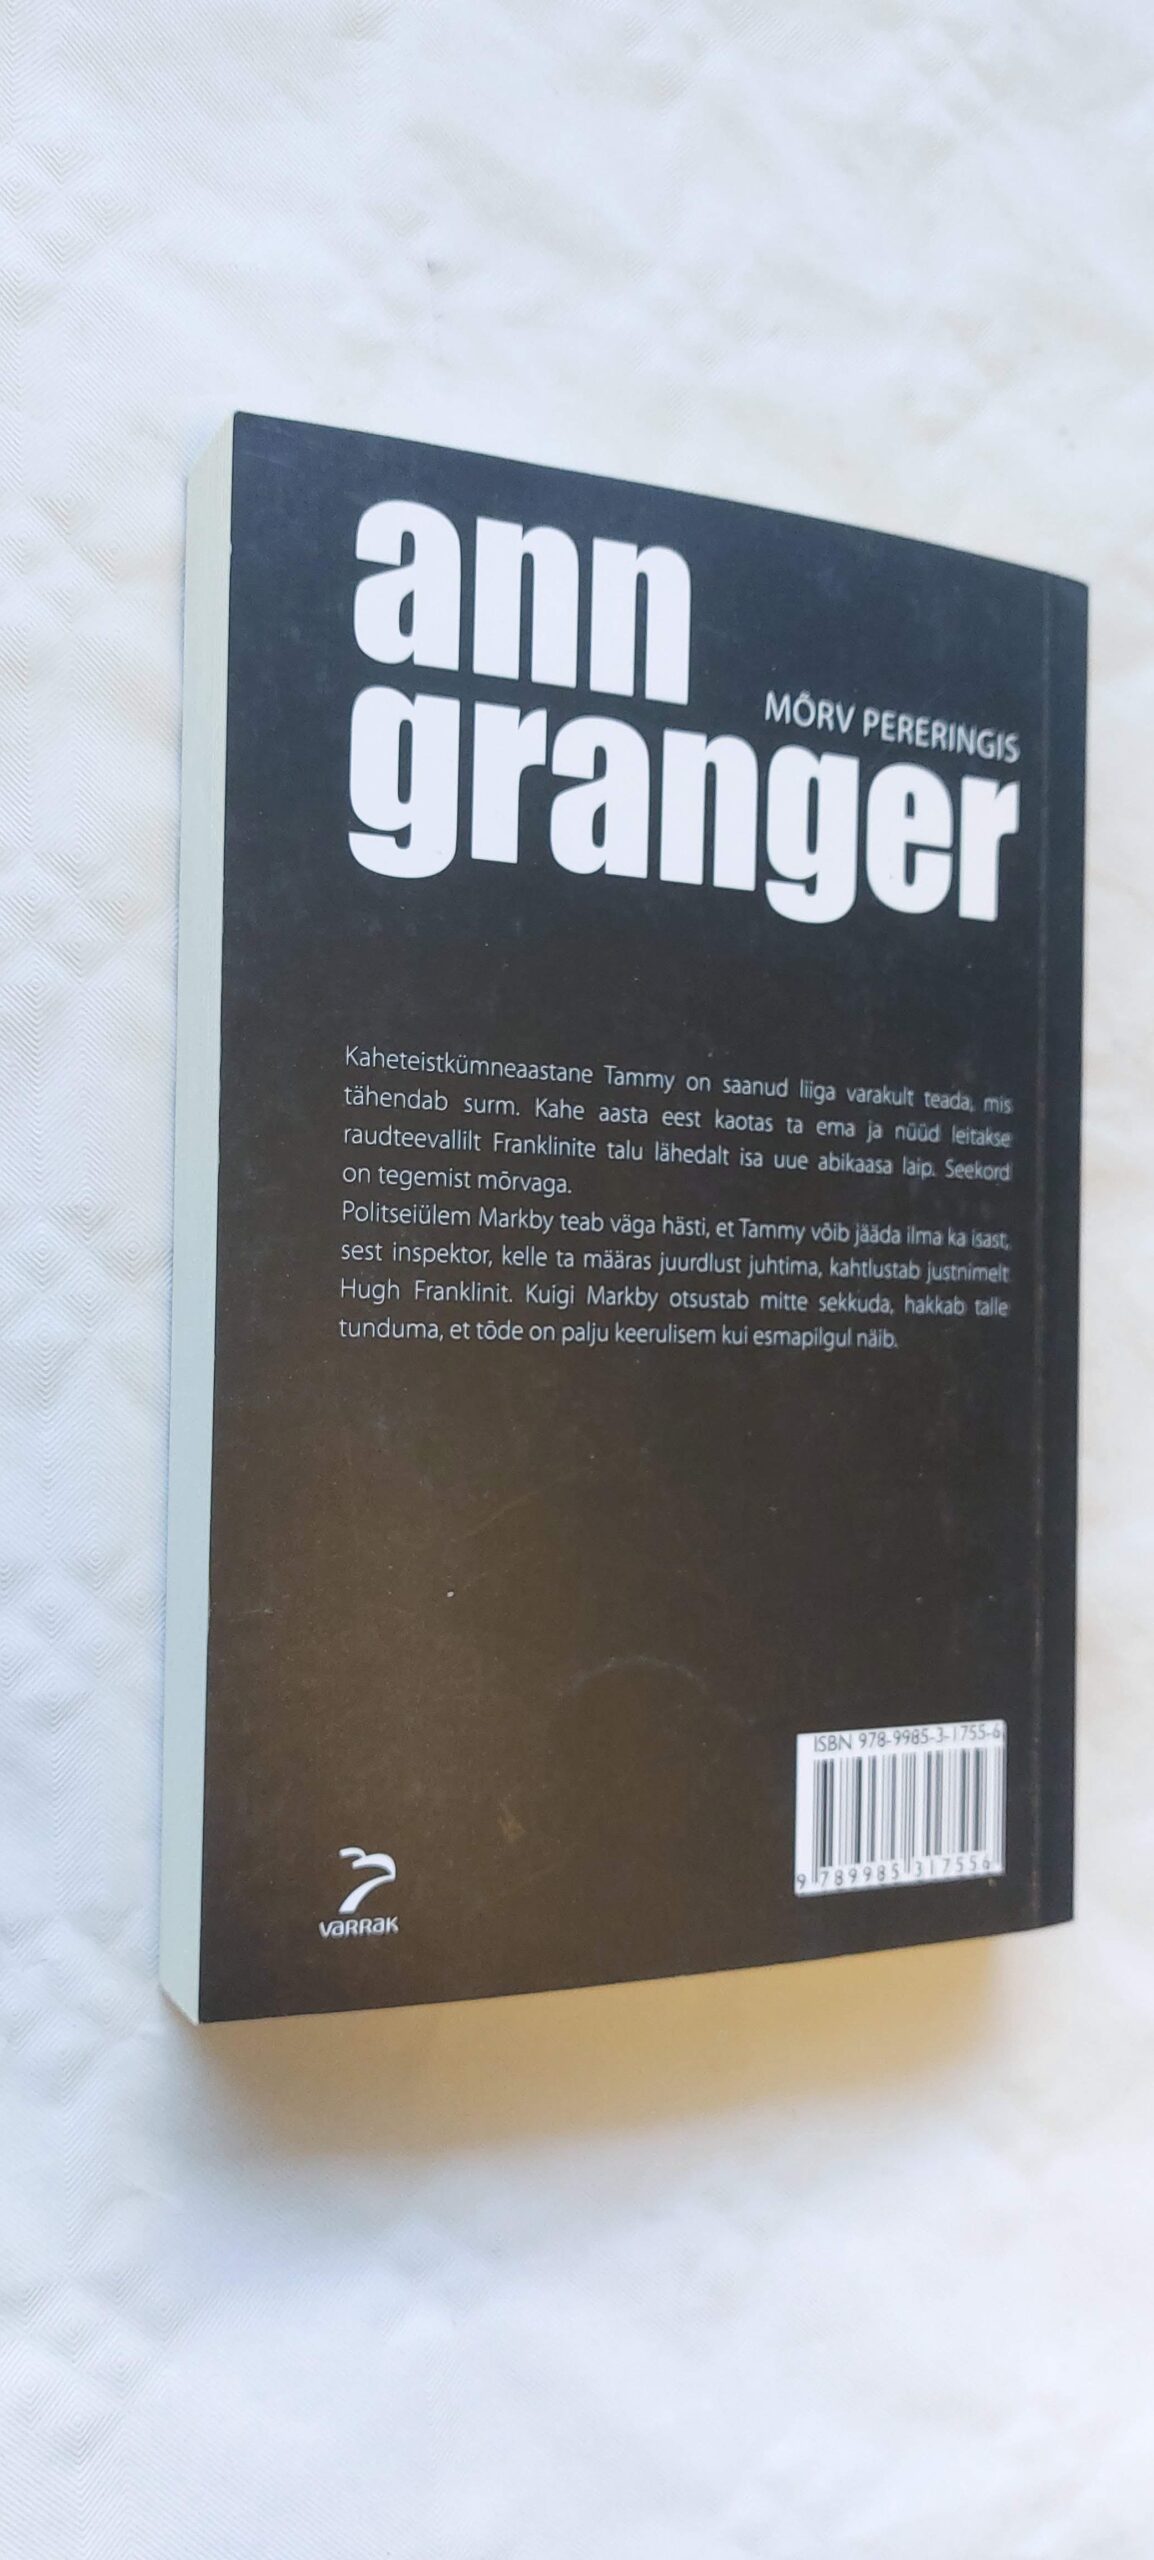 ann
MÕRV PERERINGIS
granger
Kaheteistkümneaastane Tammy on saanud liiga varakult teada, mis
tähendab surm. Kahe aasta eest kaotas ta ema ja nüüd leitakse
raudteevallilt Franklinite talu lähedalt isa uue abikaasa laip. Seekord
on tegemist mõrvaga.
Politseiülem Markby teab väga hästi, et Tammy võib jääda ilma ka isast,
sest inspektor, kelle ta määras juurdlust juhtima, kahtlustab justnimelt
Hugh Franklinit. Kuigi Markby otsustab mitte sekkuda, hakkab talle
tunduma, et tõde on palju keerulisem kui esmapilgul näib.
ISBN 978-9985-3-1755-6
9 789985 317556
VARRAK